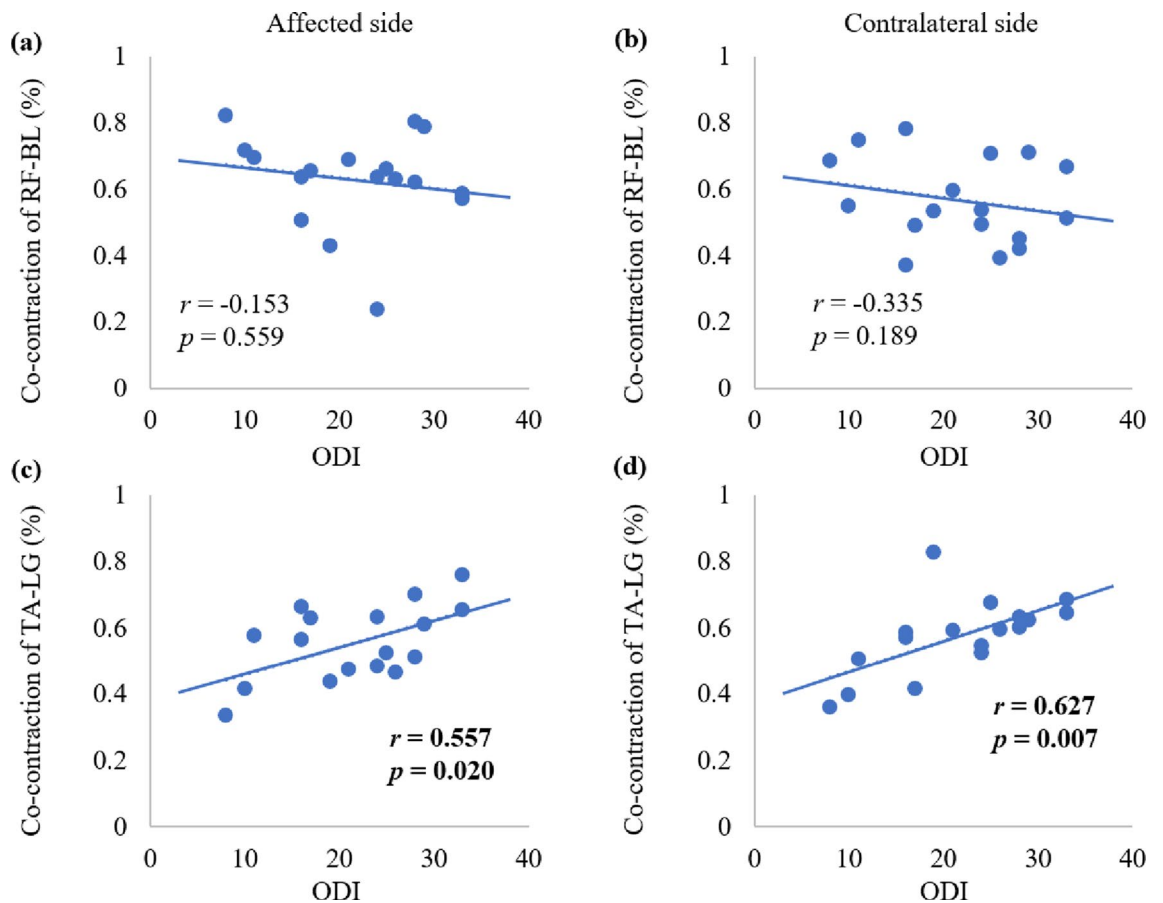 Affected side
(a)
Co-contraction of RF-BL (%)
1
0.8
0.6
0.4
0.2
0
r = -0.153
p = 0.559
0 10 20 30 40
ODI
Contralateral side
(b)
Co-contraction of RF-BL (%)
1
0.8
0.6
0.4
0.2
0
r = -0.335
p = 0.189
0 10 20 30 40
ODI
(c)
Co-contraction of TA-LG (%)
1
0.8
0.6
0.4
0.2
0
r = 0.557
p = 0.020
0 10 20 30 40
ODI
(d)
Co-contraction of TA-LG (%)
1
0.8
0.6
0.4
0.2
0
r = 0.627
p = 0.007
0 10 20 30 40
ODI